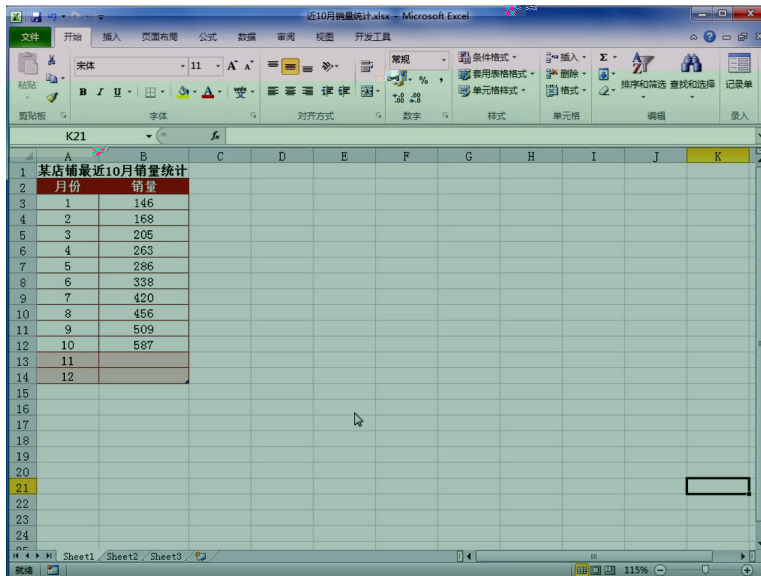 近10月销量统计.xlsx - Microsoft Excel
文件 开始 插入 页面布局 公式 数据 审阅 视图 开发工具
粘贴 宋体 11 A A 常规 条件格式 插入 Σ
B I U A 变 % , 套用表格格式 删除 排序和筛选 查找和选择 记录单
.00 .00 单元格样式 格式
剪贴板 字体 对齐方式 数字 样式 单元格 编辑 录入
K21 fx
A B C D E F G H I J K
1 某店铺最近10月销量统计
2 月份 销量
3 1 146
4 2 168
5 3 205
6 4 263
7 5 286
8 6 338
9 7 420
10 8 456
11 9 509
12 10 587
13 11
14 12
15
16
17
18
19
20
21
22
23
24
25
Sheet1 Sheet2 Sheet3
就绪 115%